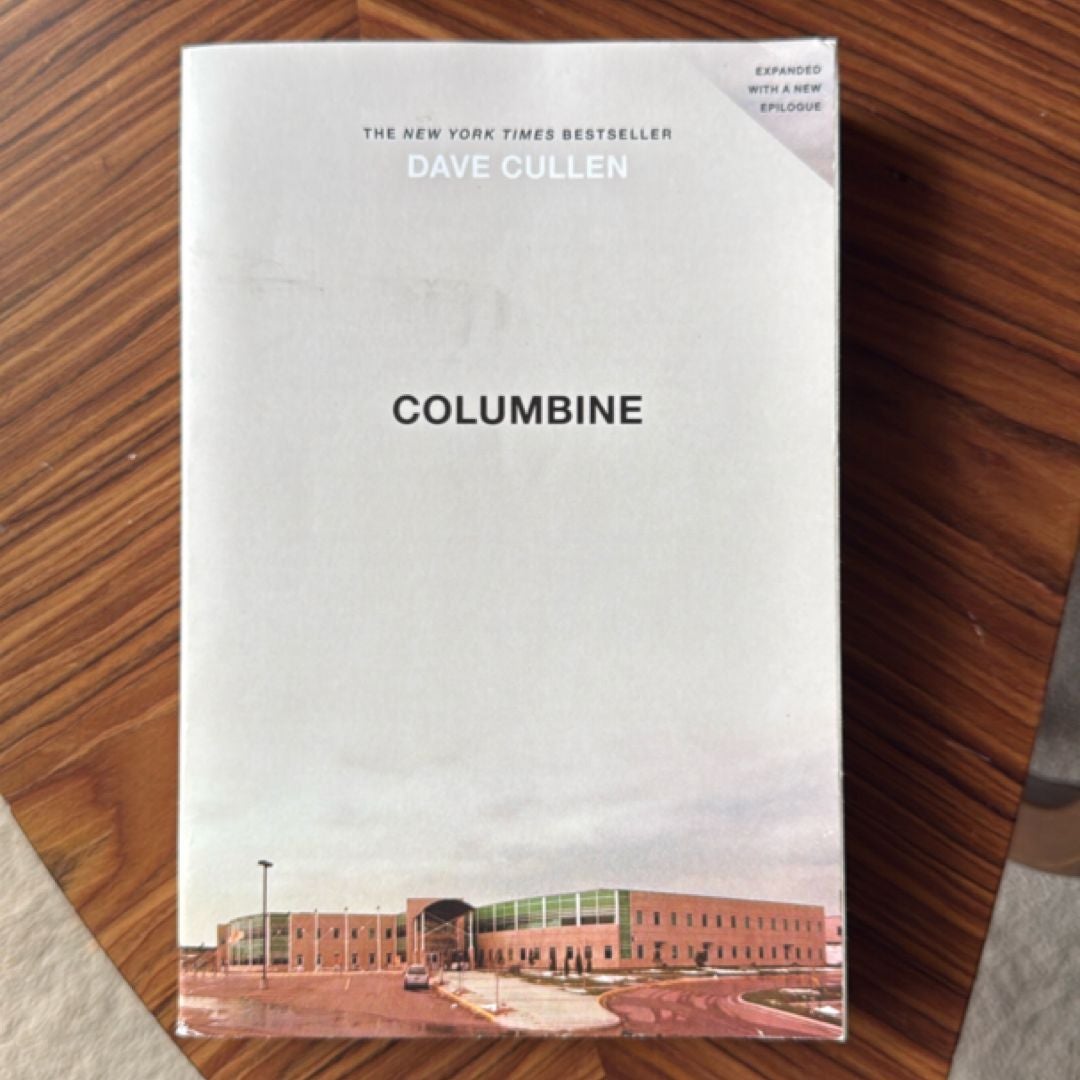 EXPANDED
WITH A NEW
EPILOGUE
THE NEW YORK TIMES BESTSELLER
DAVE CULLEN
COLUMBINE